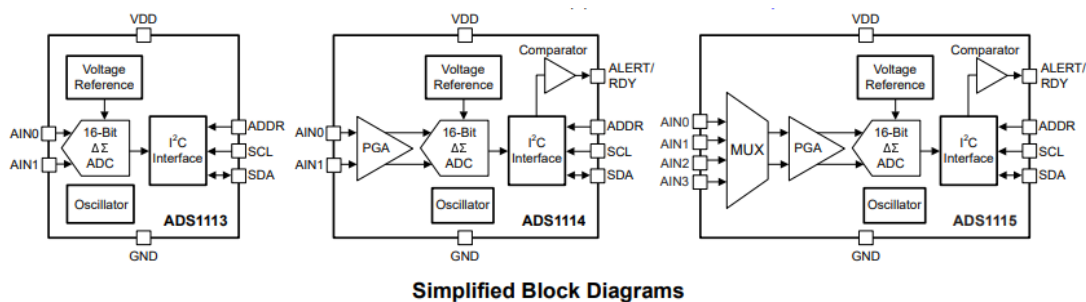 VDD
Voltage
Reference
AIN0
AIN1
16-Bit
ΔΣ
ADC
I²C
Interface
ADDR
SCL
SDA
Oscillator
ADS1113
GND
VDD
Comparator
ALERT/
RDY
Voltage
Reference
AIN0
AIN1
PGA
16-Bit
ΔΣ
ADC
I²C
Interface
ADDR
SCL
SDA
Oscillator
ADS1114
GND
VDD
Comparator
ALERT/
RDY
Voltage
Reference
AIN0
AIN1
AIN2
AIN3
MUX
PGA
16-Bit
ΔΣ
ADC
I²C
Interface
ADDR
SCL
SDA
Oscillator
ADS1115
GND
Simplified Block Diagrams